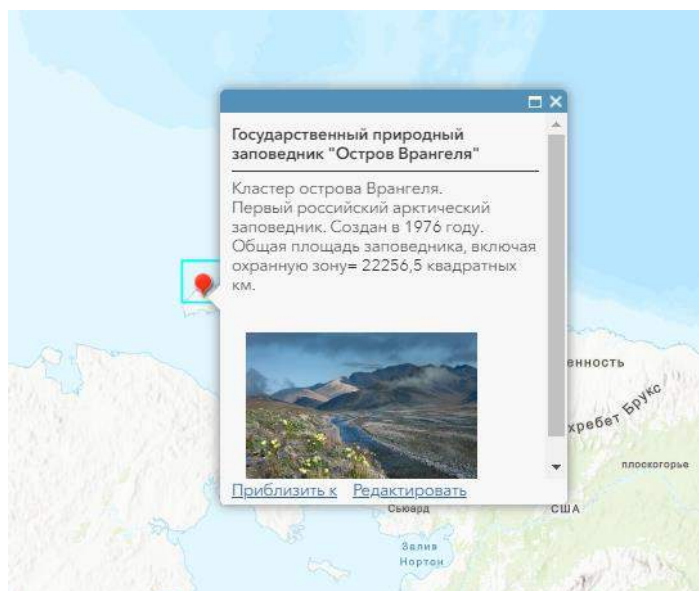 Государственный природный
заповедник "Остров Врангеля"
Кластер острова Врангеля.
Первый российский арктический
заповедник. Создан в 1976 году.
Общая площадь заповедника, включая
охранную зону= 22256,5 квадратных
км.
Приблизить к Редактировать
енность
хребет Брукс
плоскогорье
Сьюард
США
Залив
Нортон